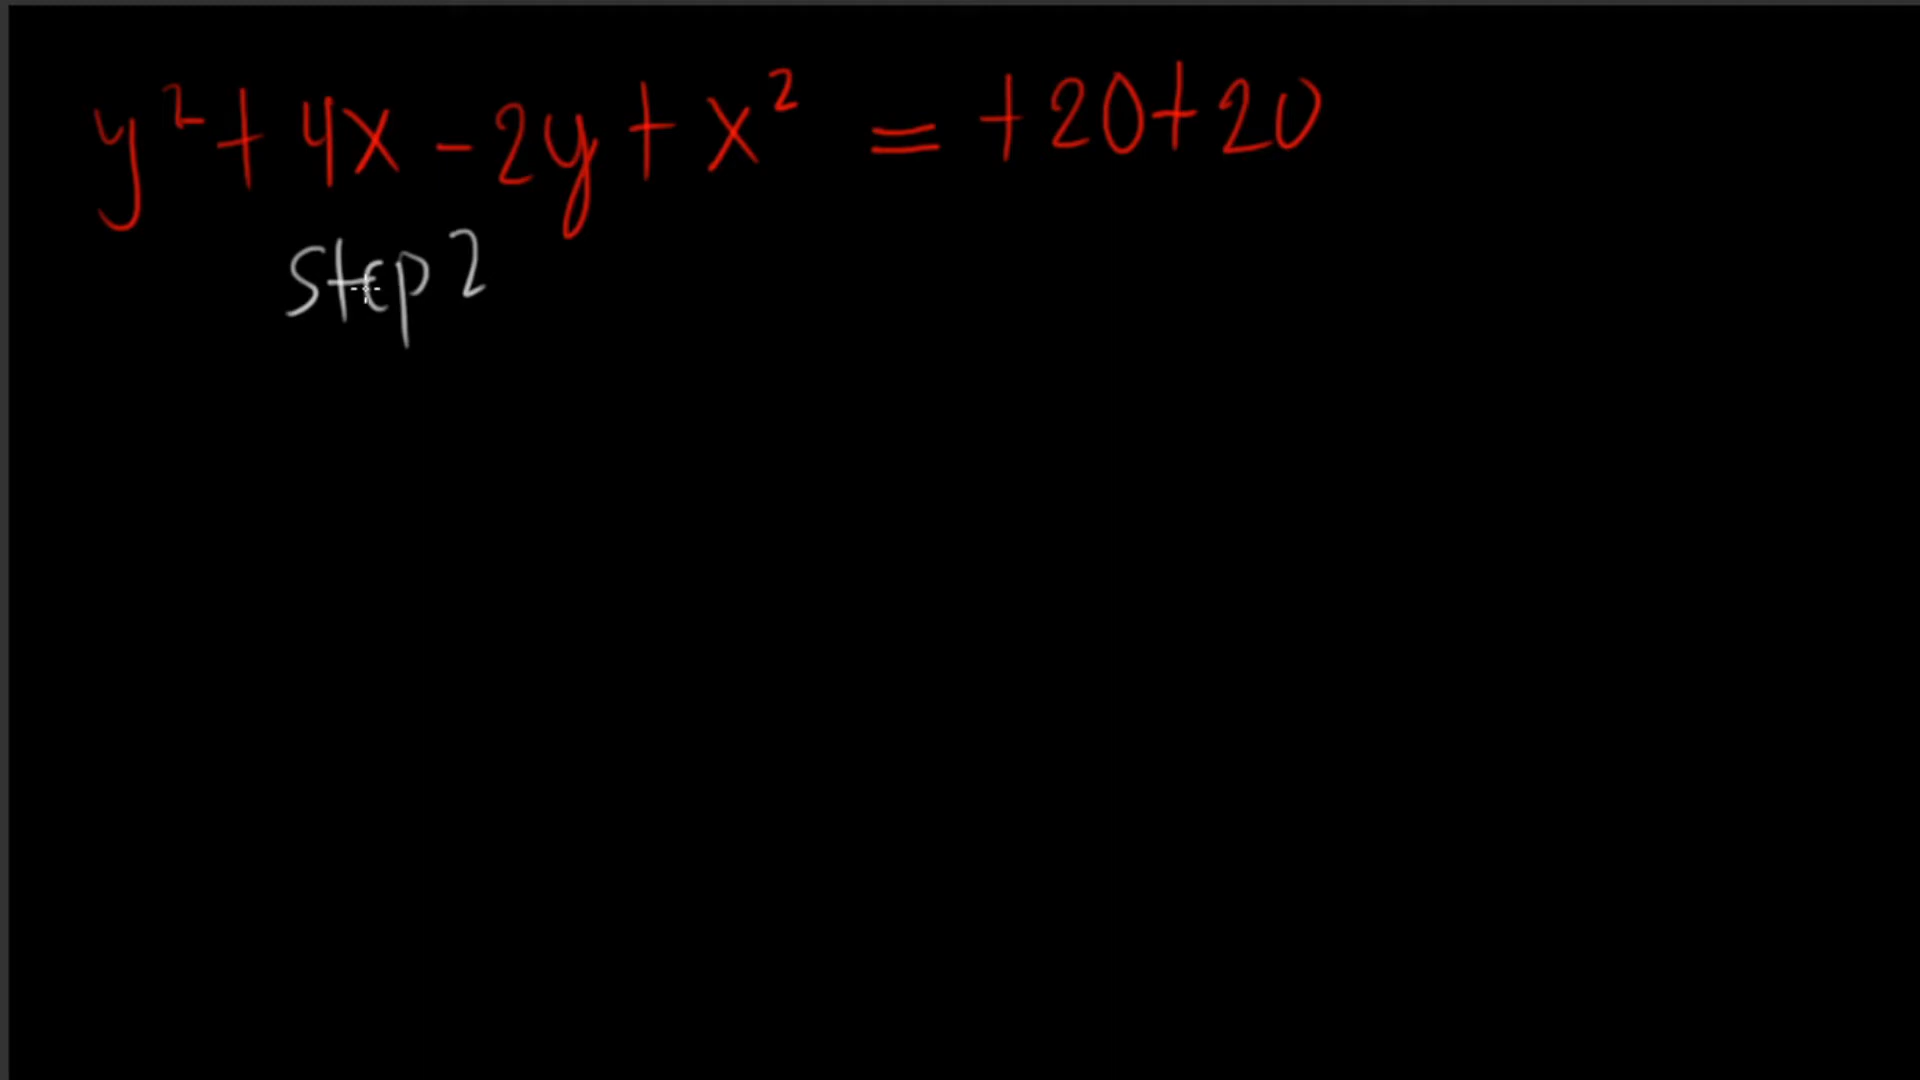 y² + 4x - 2y + x² = +20+20
Step 2